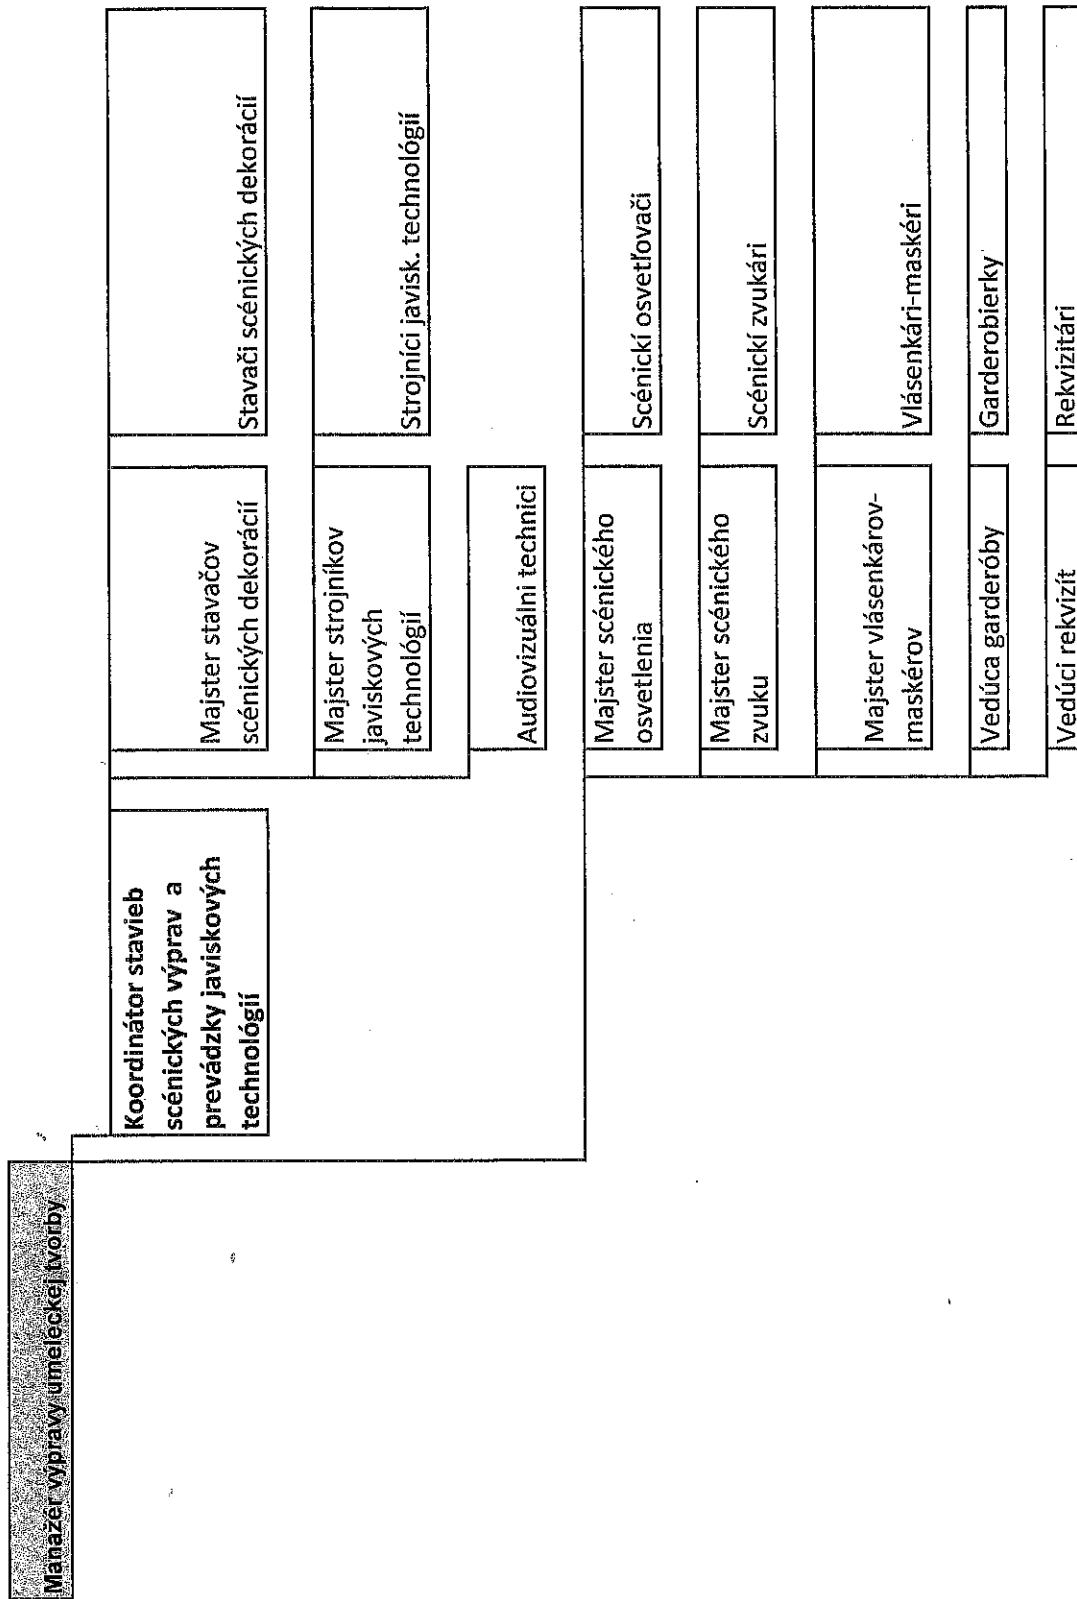 Manažér výpravy umeleckej tvorby
Koordinátor stavieb
scénických výprav a
prevádzky javiskových
technológií
Majster stavačov
scénických dekorácií
Stavači scénických dekorácií
Majster strojníkov
javiskových
technológií
Strojníci javisk. technológií
Audiovizuálni technici
Majster scénického
osvetlenia
Scénickí osvetľovači
Majster scénického
zvuku
Scénickí zvukári
Majster vlásenkárov-
maskérov
Vlásenkári-maskéri
Vedúca garderóby
Garderobierky
Vedúci rekvizít
Rekvizitári